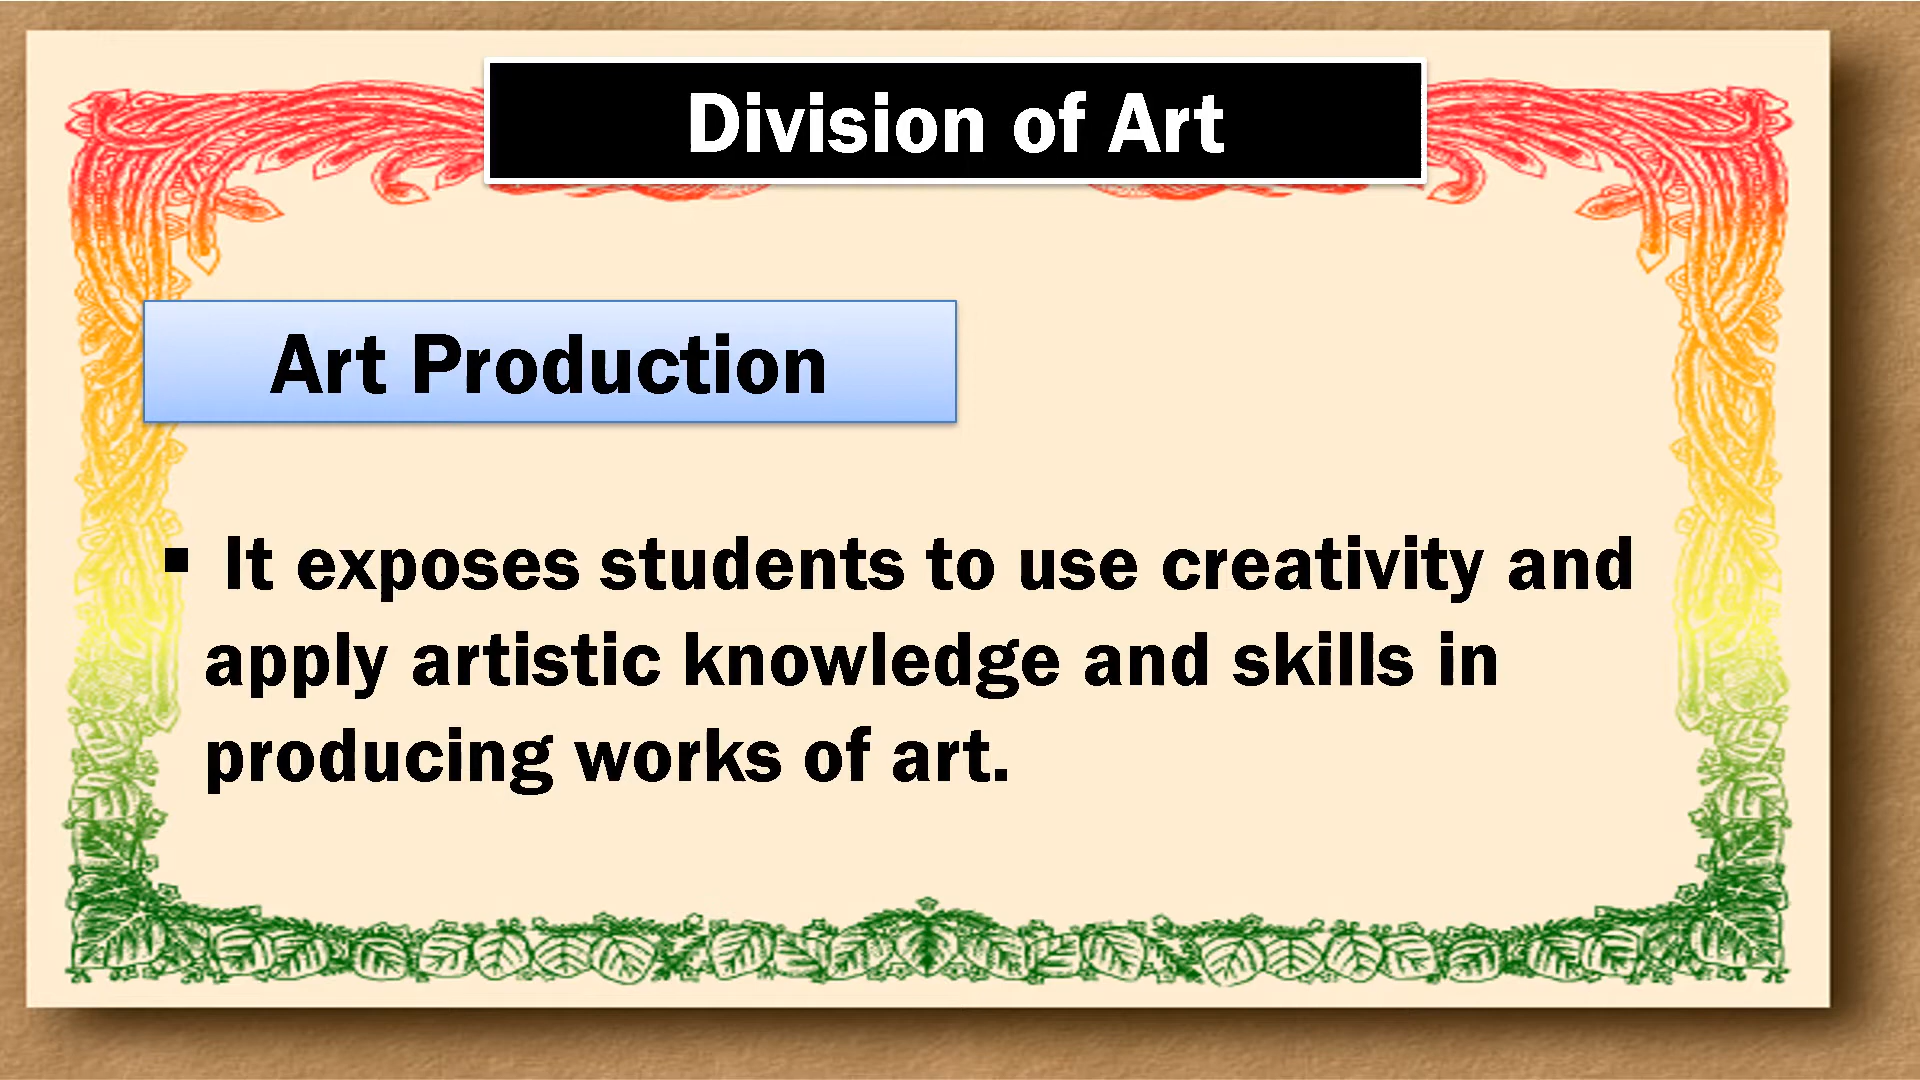 Division of Art
Art Production
▪ It exposes students to use creativity and
apply artistic knowledge and skills in
producing works of art.